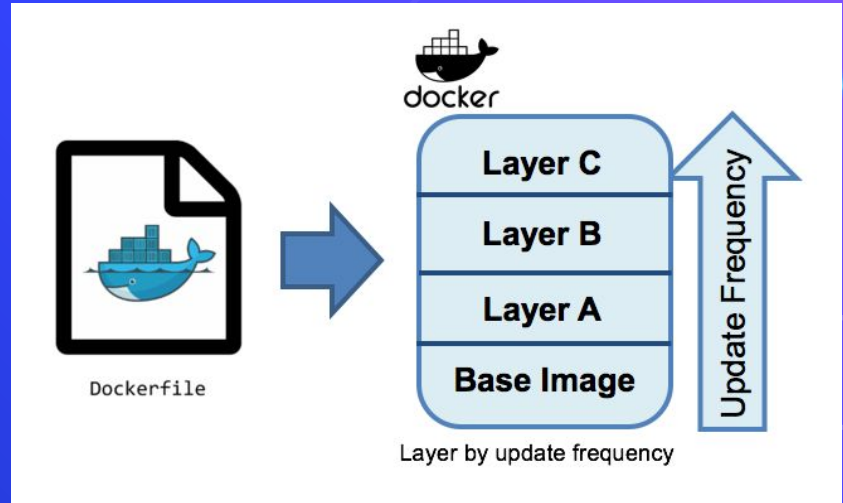 docker
Layer C
Layer B
Layer A
Base Image
Update Frequency
Dockerfile
Layer by update frequency